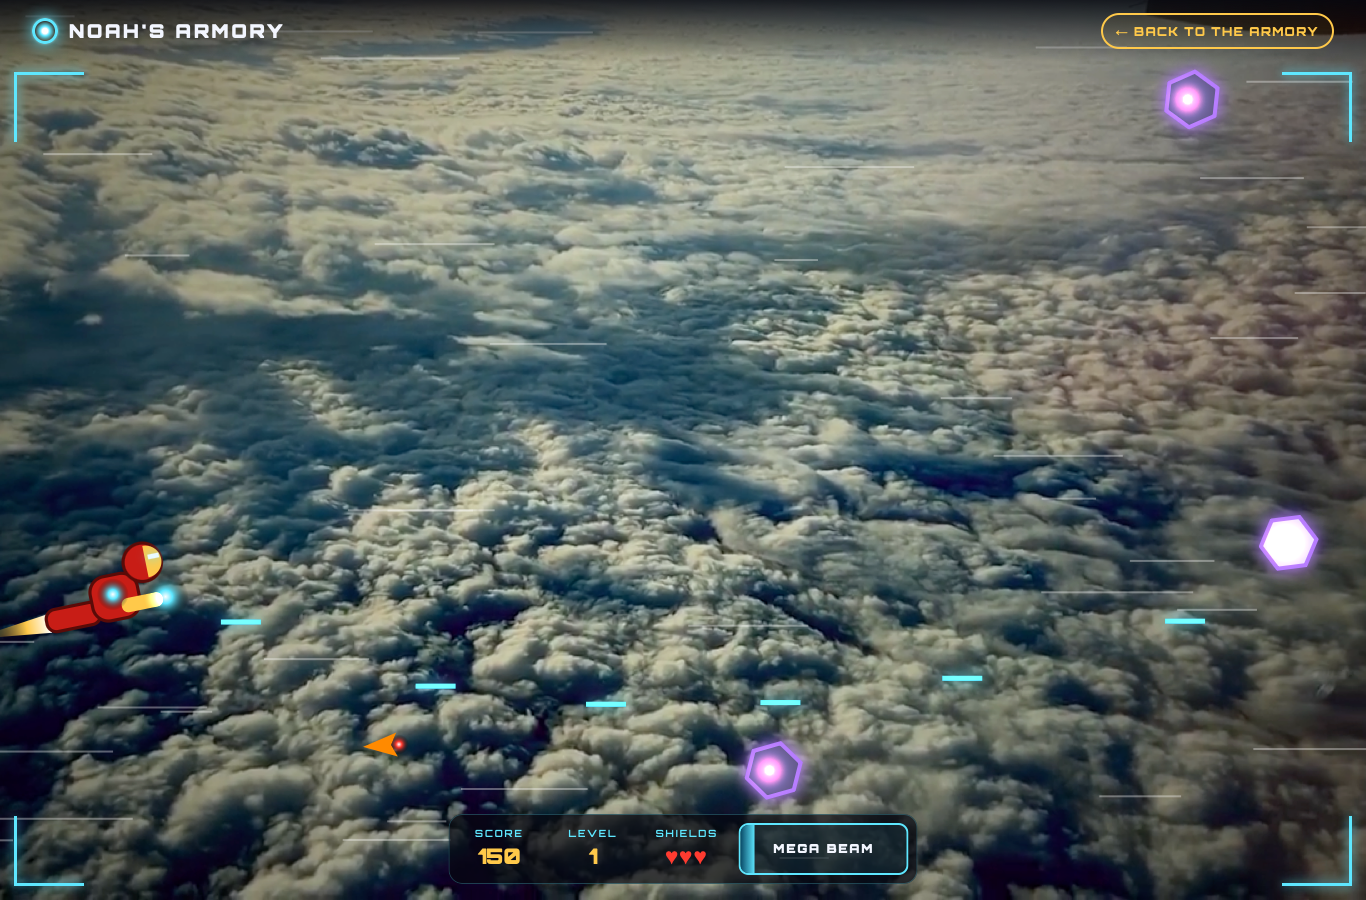 NOAH'S ARMORY
← BACK TO THE ARMORY
SCORE
150
LEVEL
1
SHIELDS
♥♥♥
MEGA BEAM